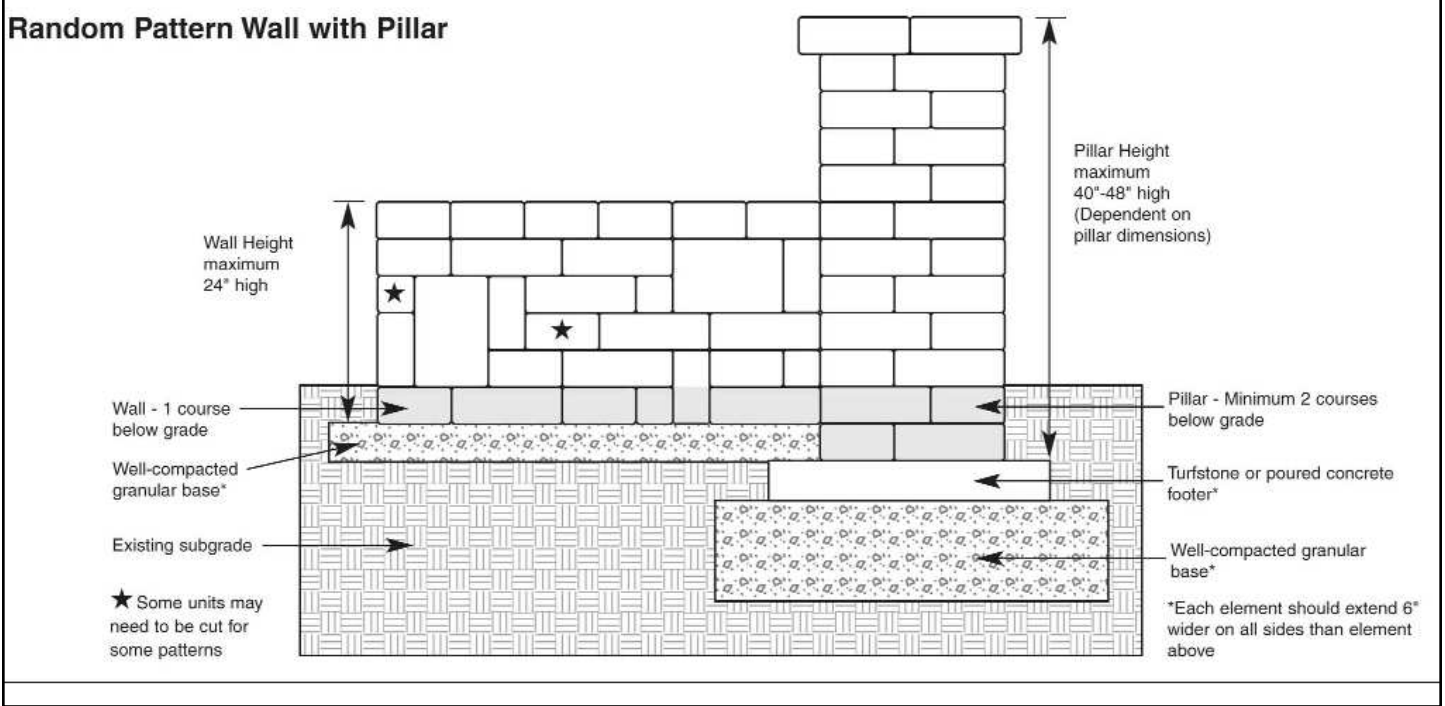 Random Pattern Wall with Pillar
Pillar Height
maximum
40"-48" high
(Dependent on
pillar dimensions)
Wall Height
maximum
24" high
Wall - 1 course
below grade
Pillar - Minimum 2 courses
below grade
Well-compacted
granular base*
Turfstone or poured concrete
footer*
Existing subgrade
Well-compacted granular
base*
★ Some units may
need to be cut for
some patterns
*Each element should extend 6"
wider on all sides than element
above